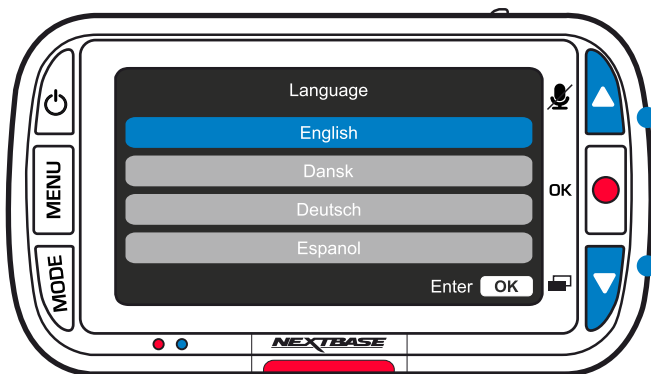 Language
English
Dansk
Deutsch
Espanol
Enter OK
MENU
MODE
OK
NEXTBASE